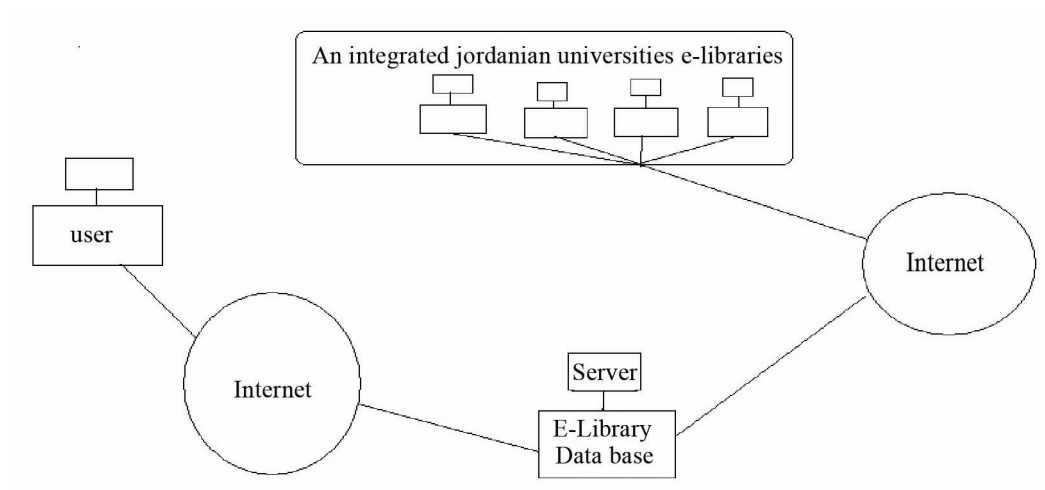 An integrated jordanian universities e-libraries
user
Internet
Internet
Server
E-Library
Data base